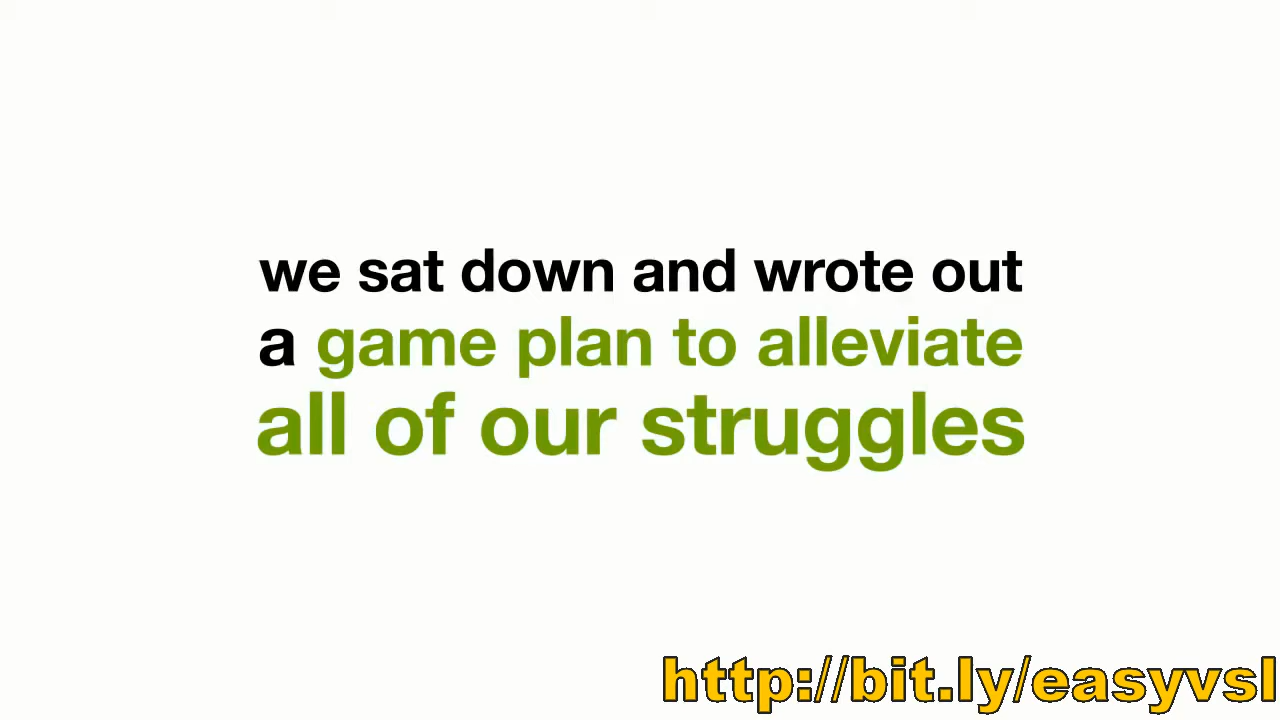 we sat down and wrote out
a game plan to alleviate
all of our struggles
http://bit.ly/easyvsl